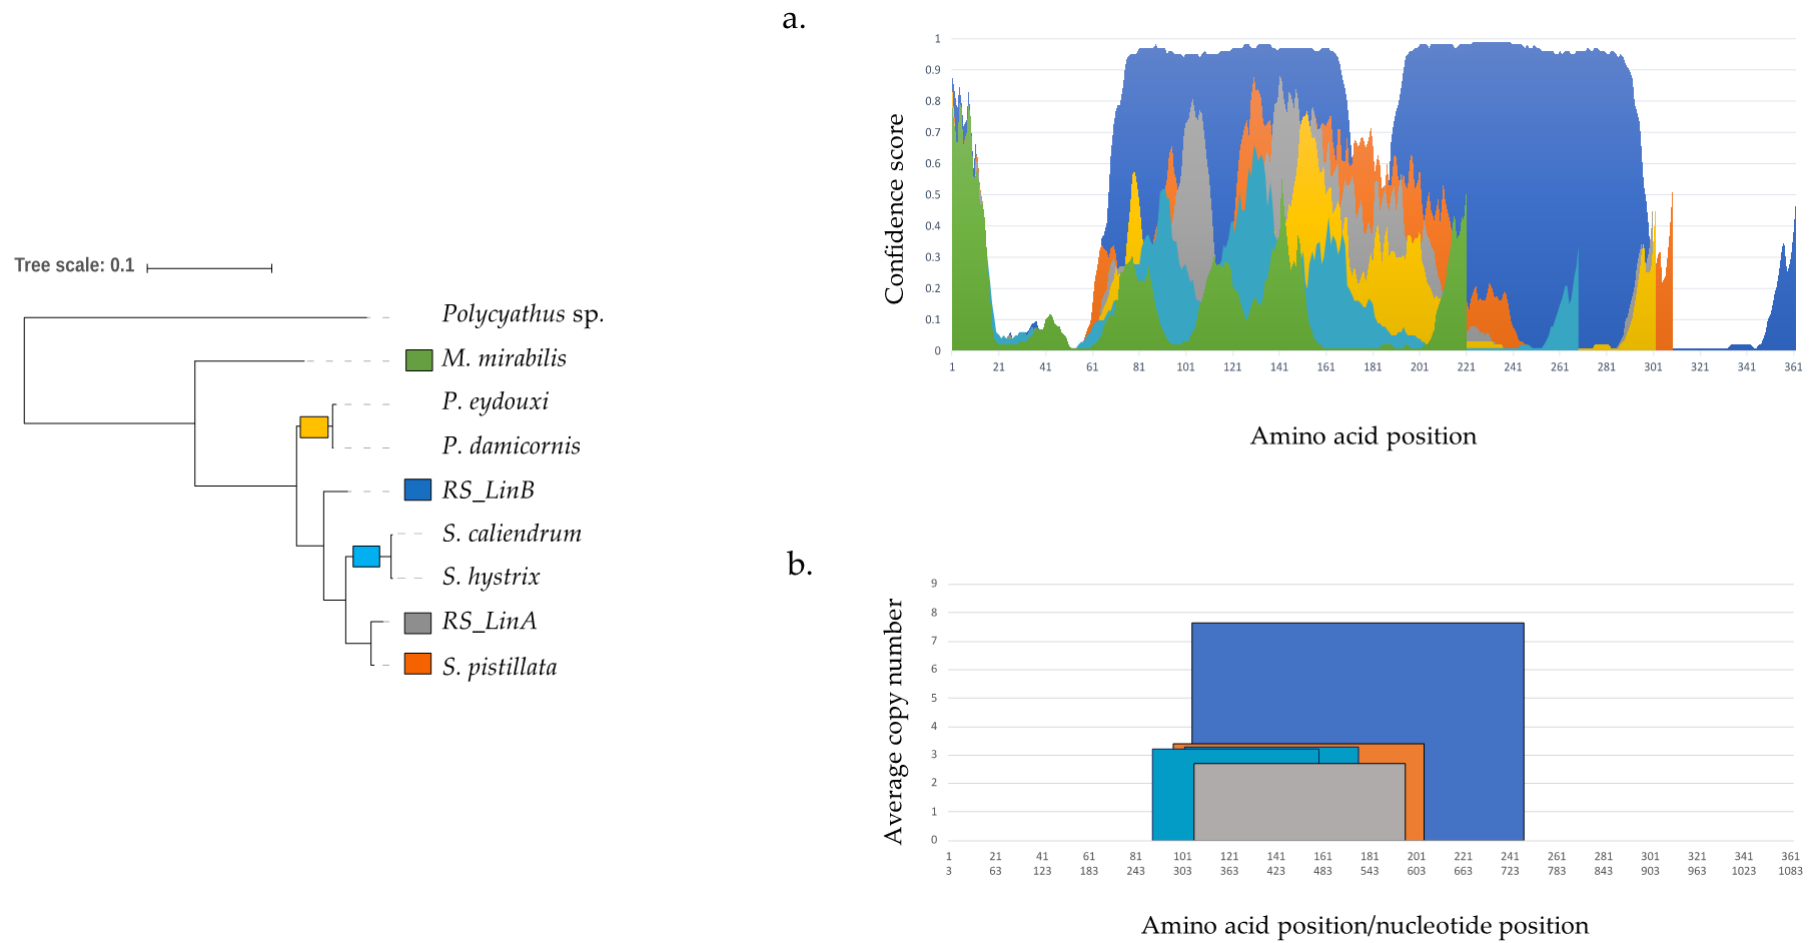 Tree scale: 0.1
Polycyathus sp.
M. mirabilis
P. eydouxi
P. damicornis
RS_LinB
S. caliendrum
S. hystrix
RS_LinA
S. pistillata
a.
Confidence score
1
0.9
0.8
0.7
0.6
0.5
0.4
0.3
0.2
0.1
0
1 21 41 61 81 101 121 141 161 181 201 221 241 261 281 301 321 341 361
Amino acid position
b.
Average copy number
9
8
7
6
5
4
3
2
1
0
1 21 41 61 81 101 121 141 161 181 201 221 241 261 281 301 321 341 361
3 63 123 183 243 303 363 423 483 543 603 663 723 783 843 903 963 1023 1083
Amino acid position/nucleotide position